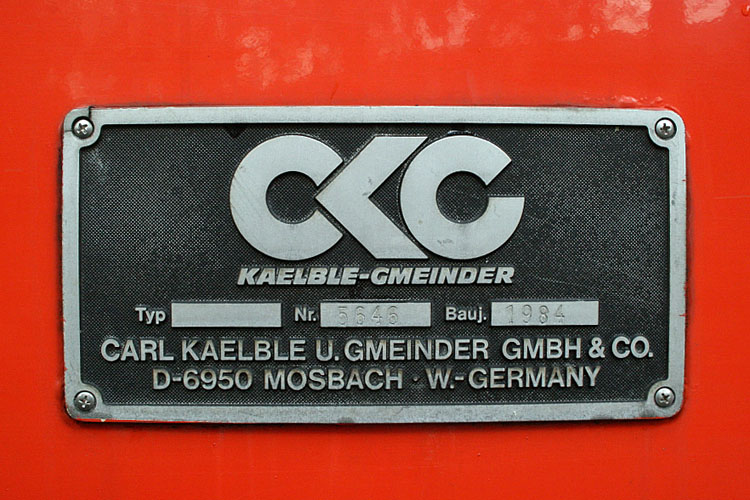 CKG
KAELBLE-GMEINDER
Typ Nr. 5646 Bauj. 1984
CARL KAELBLE U. GMEINDER GMBH & CO.
D-6950 MOSBACH · W.-GERMANY